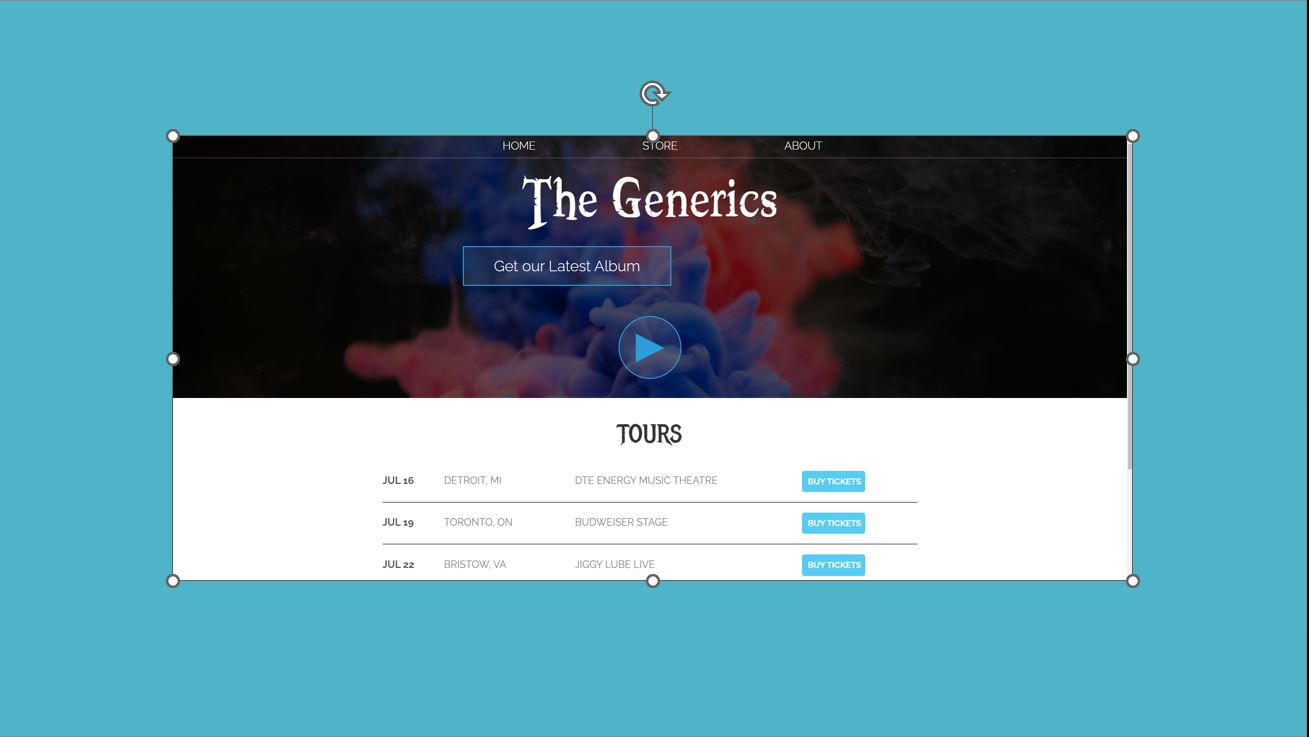 HOME STORE ABOUT
The Generics
Get our Latest Album
TOURS
JUL 16 DETROIT, MI DTE ENERGY MUSIC THEATRE BUY TICKETS
JUL 19 TORONTO, ON BUDWEISER STAGE BUY TICKETS
JUL 22 BRISTOW, VA JIGGY LUBE LIVE BUY TICKETS